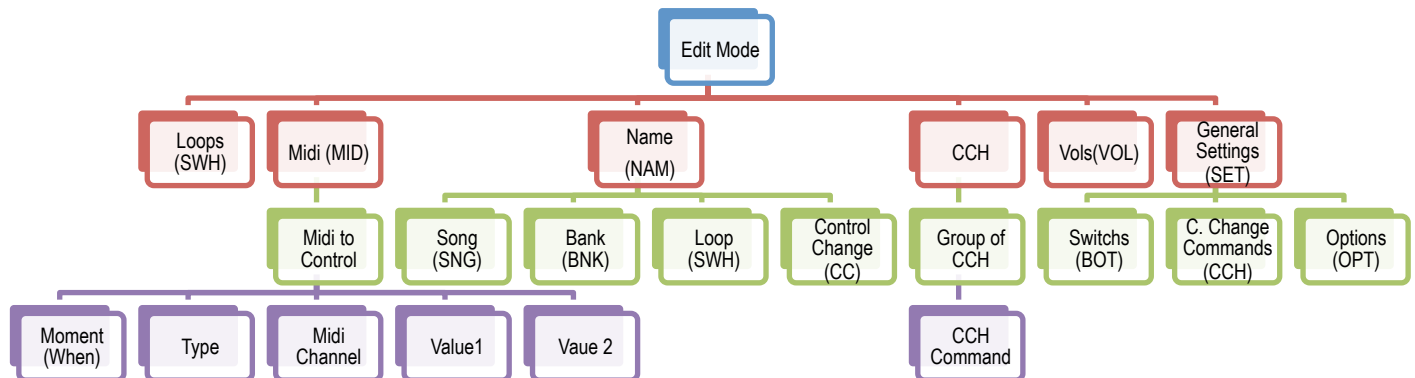 Edit Mode
Loops
(SWH)
Midi (MID)
Name
(NAM)
CCH
Vols(VOL)
General
Settings
(SET)
Midi to
Control
Song
(SNG)
Bank
(BNK)
Loop
(SWH)
Control
Change
(CC)
Group of
CCH
Switchs
(BOT)
C. Change
Commands
(CCH)
Options
(OPT)
Moment
(When)
Type
Midi
Channel
Value1
Vaue 2
CCH
Command